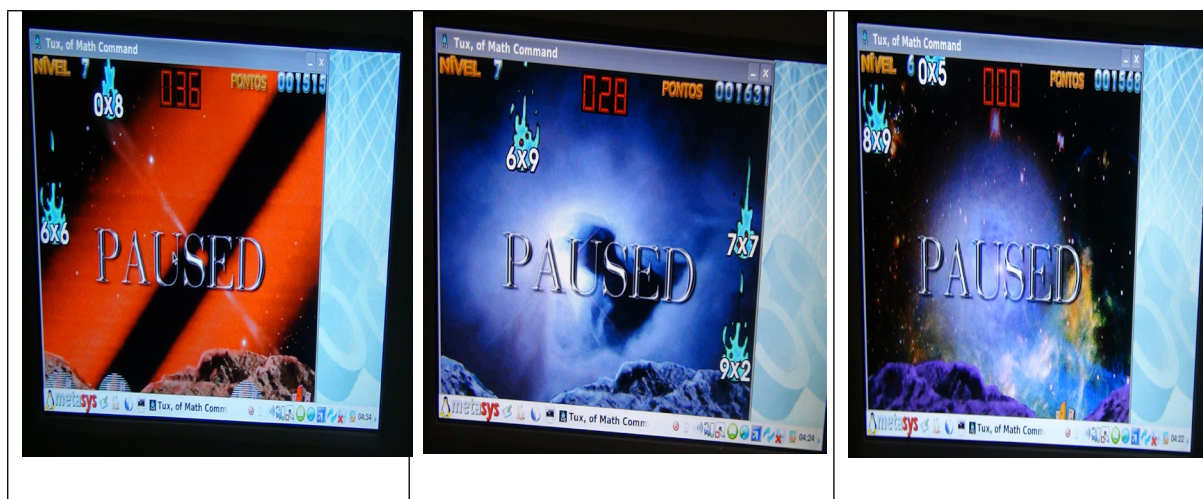 Tux, of Math Command
NÍVEL 7
036
PONTOS 001515
0X8
6X6
PAUSED
metasys
Tux, of Math Comm
04:34
Tux, of Math Command
NÍVEL 7
028
PONTOS 001631
6X9
7X7
PAUSED
9X2
metasys
Tux, of Math Comm
04:24
Tux, of Math Command
NÍVEL 6
0X5
000
PONTOS 001568
8X9
PAUSED
metasys
Tux, of Math Comm
04:22